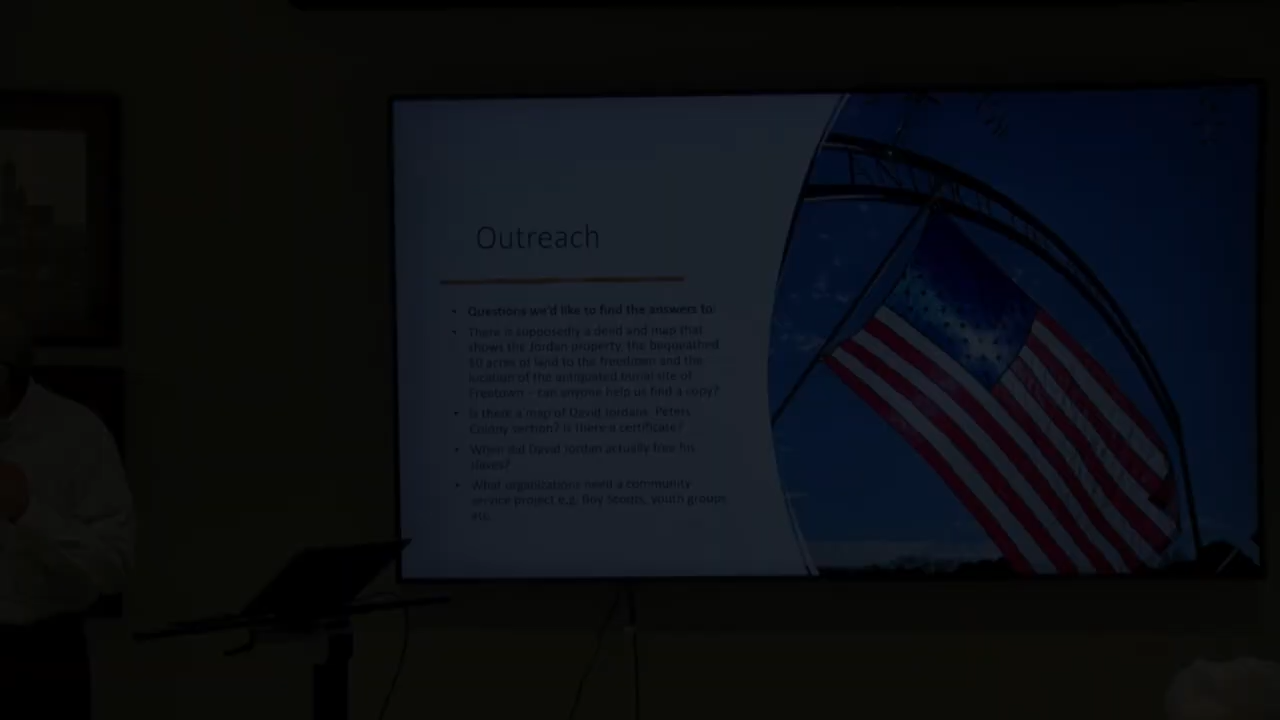 Outreach
• Questions we'd like to find the answers to:
• There is supposedly a deed and map that
shows the Jordan property, the bequeathed
50 acres of land to the freedmen and the
location of the antiquated burial site of
Freetown – can anyone help us find a copy?
• Is there a map of David Jordans, Peters
Colony section? Is there a certificate?
• When did David Jordan actually free his
slaves?
• What organizations need a community
service project e.g. Boy Scouts, youth groups
etc.